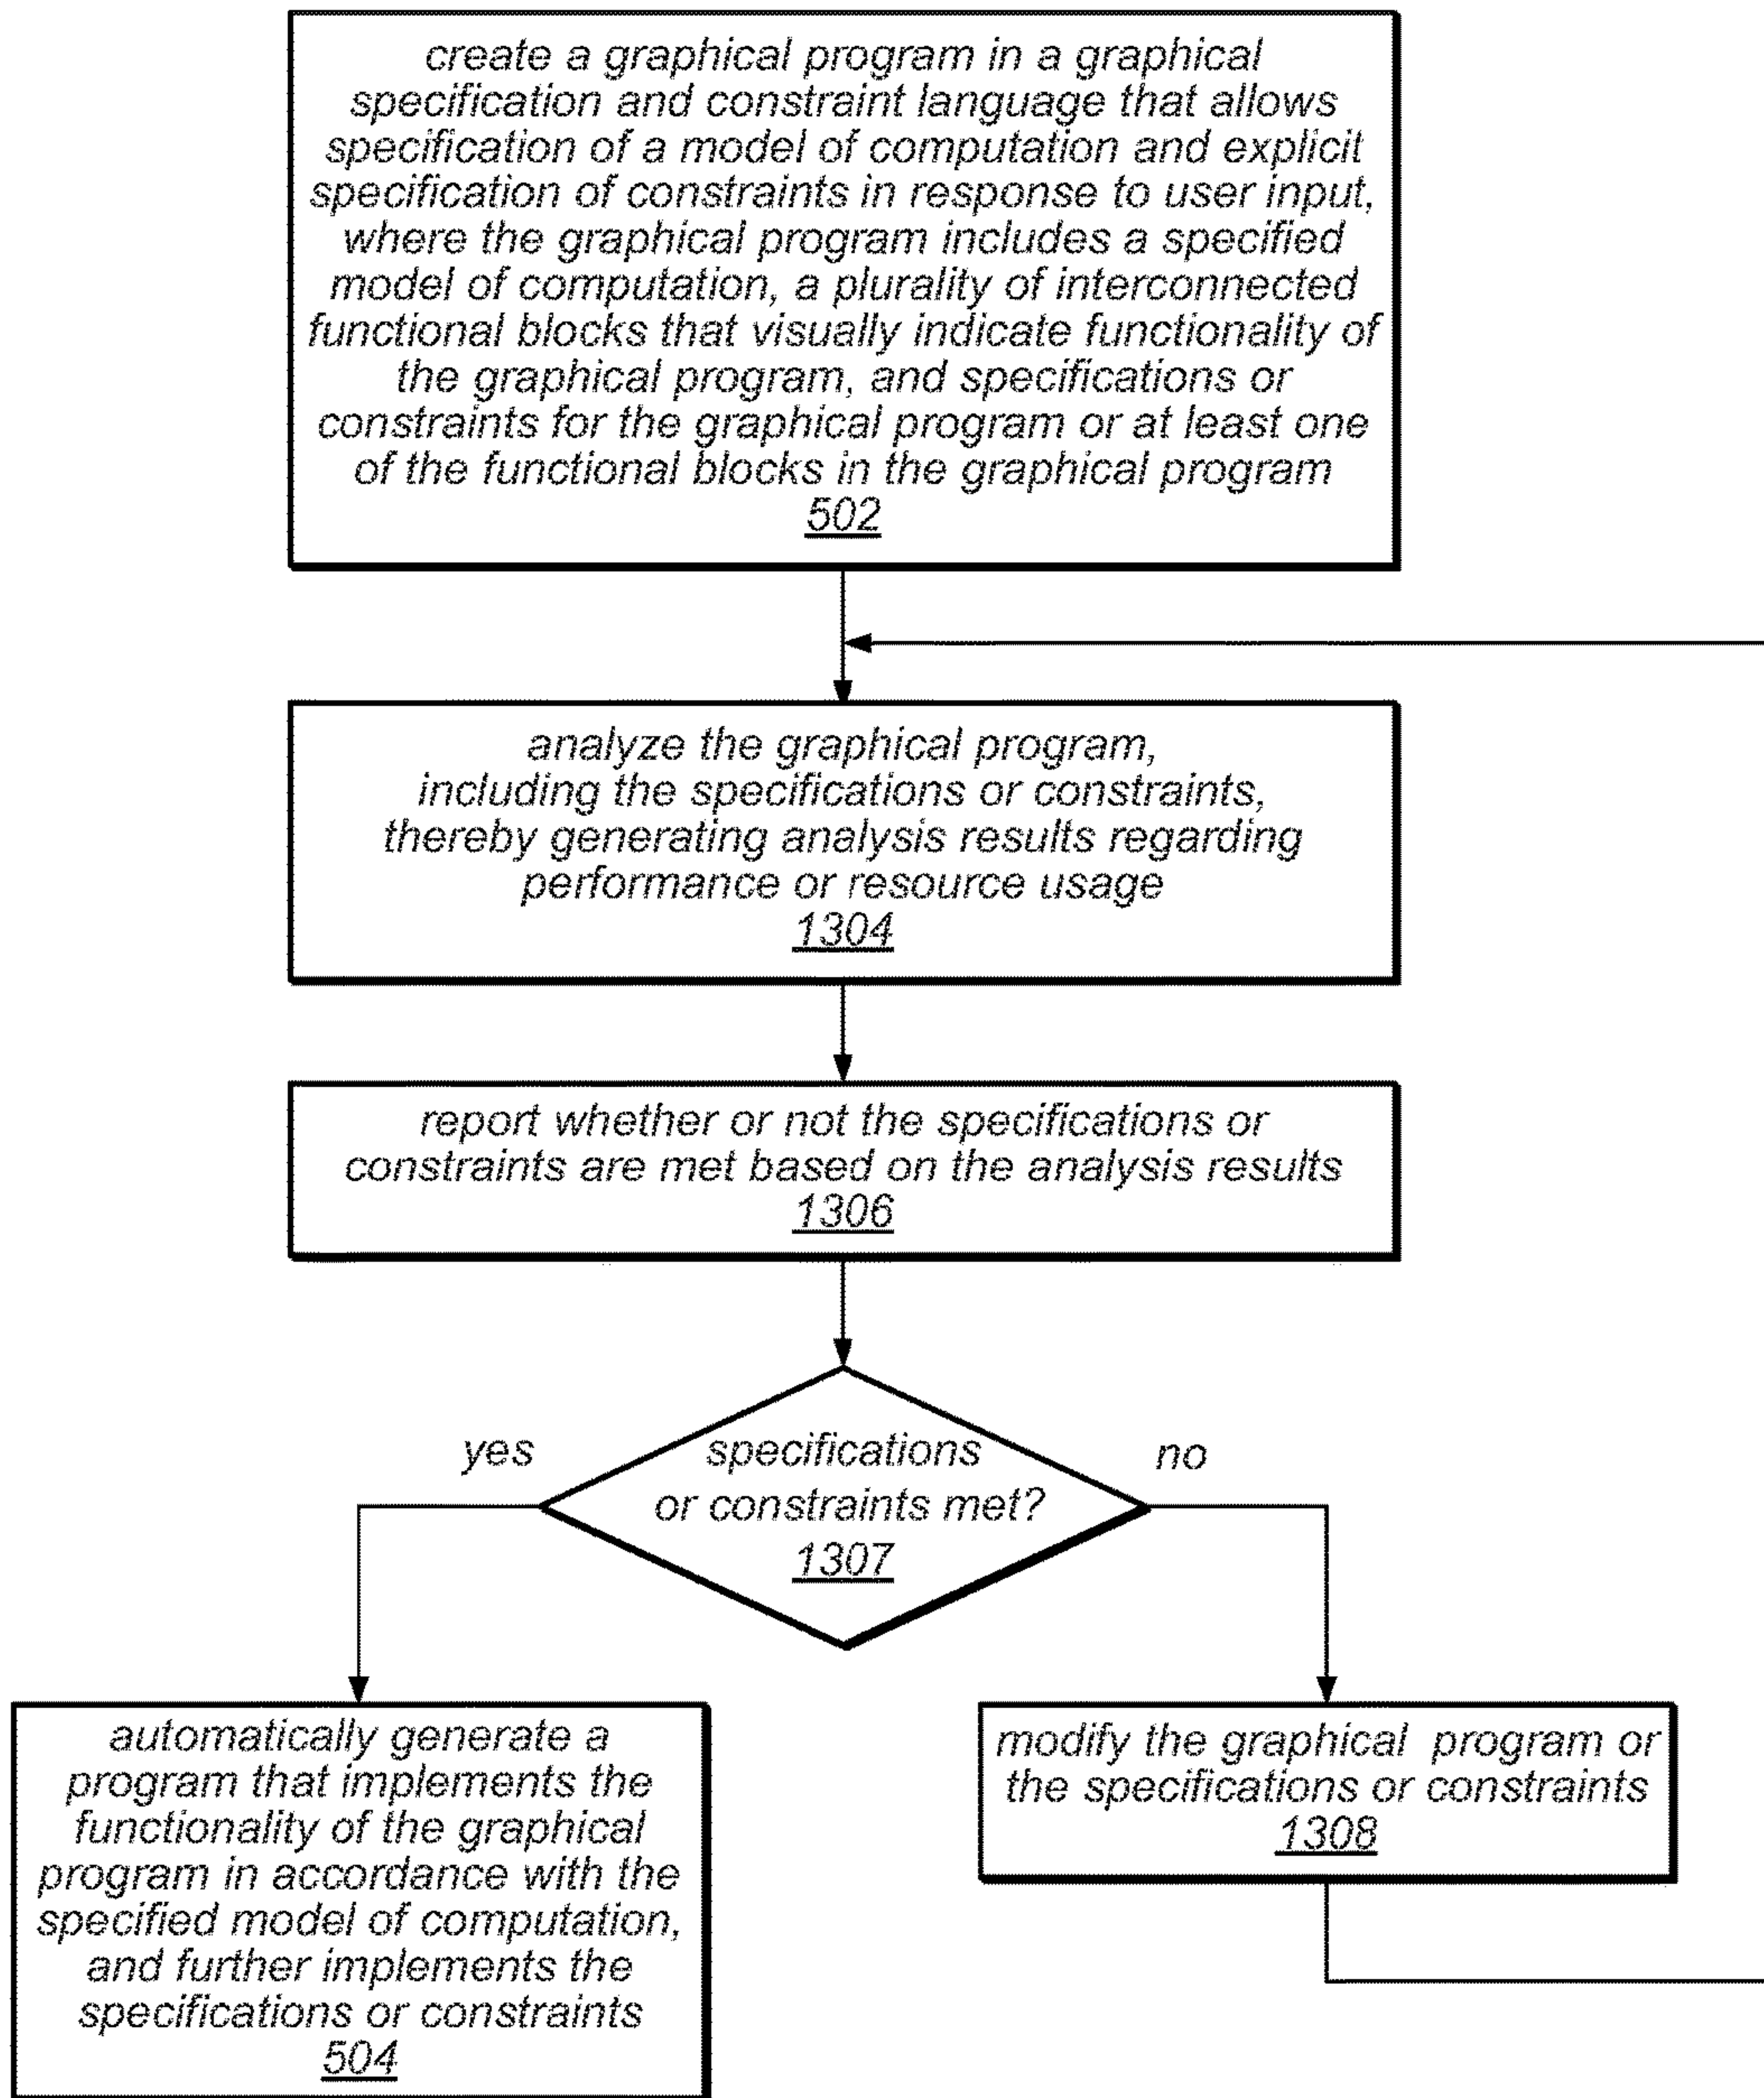 create a graphical program in a graphical
specification and constraint language that allows
specification of a model of computation and explicit
specification of constraints in response to user input,
where the graphical program includes a specified
model of computation, a plurality of interconnected
functional blocks that visually indicate functionality of
the graphical program, and specifications or
constraints for the graphical program or at least one
of the functional blocks in the graphical program
502
analyze the graphical program,
including the specifications or constraints,
thereby generating analysis results regarding
performance or resource usage
1304
report whether or not the specifications or
constraints are met based on the analysis results
1306
yes
specifications
or constraints met?
1307
no
automatically generate a
program that implements the
functionality of the graphical
program in accordance with the
specified model of computation,
and further implements the
specifications or constraints
504
modify the graphical program or
the specifications or constraints
1308